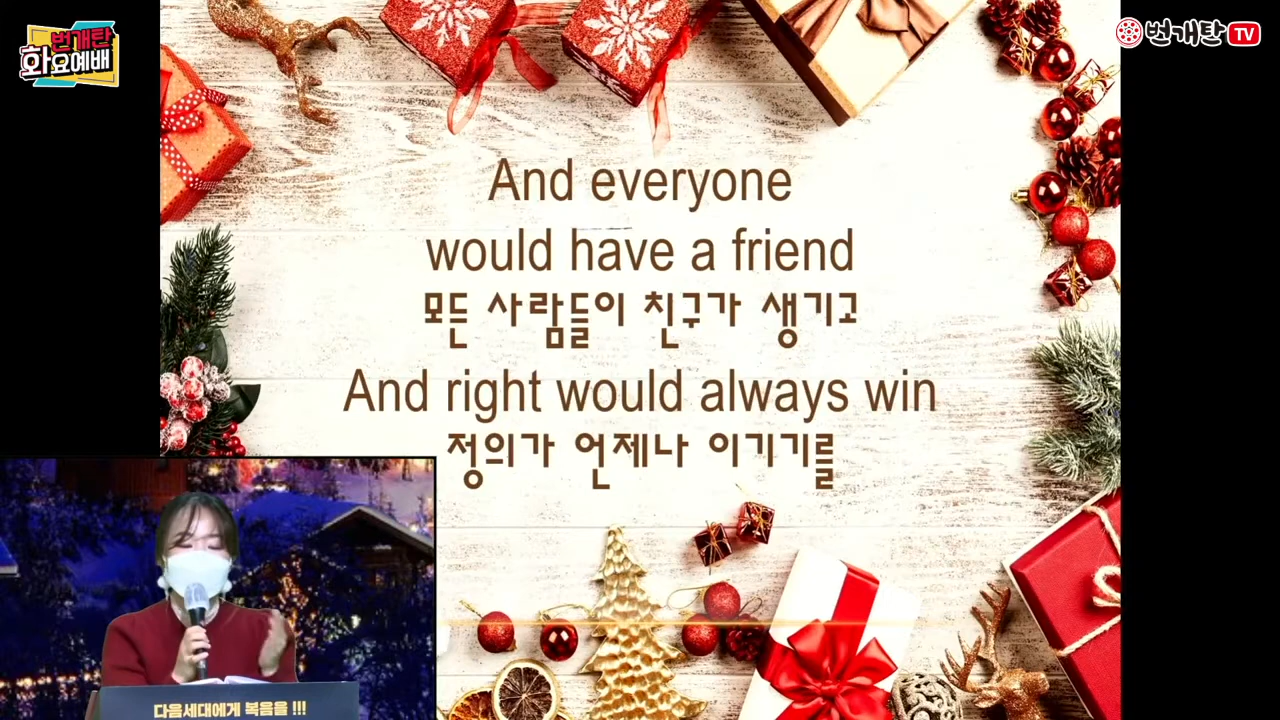 번개탄
화요예배
번개탄 TV
And everyone
would have a friend
모든 사람들이 친구가 생기고
And right would always win
정의가 언제나 이기기를
다음세대에게 복음을 !!!